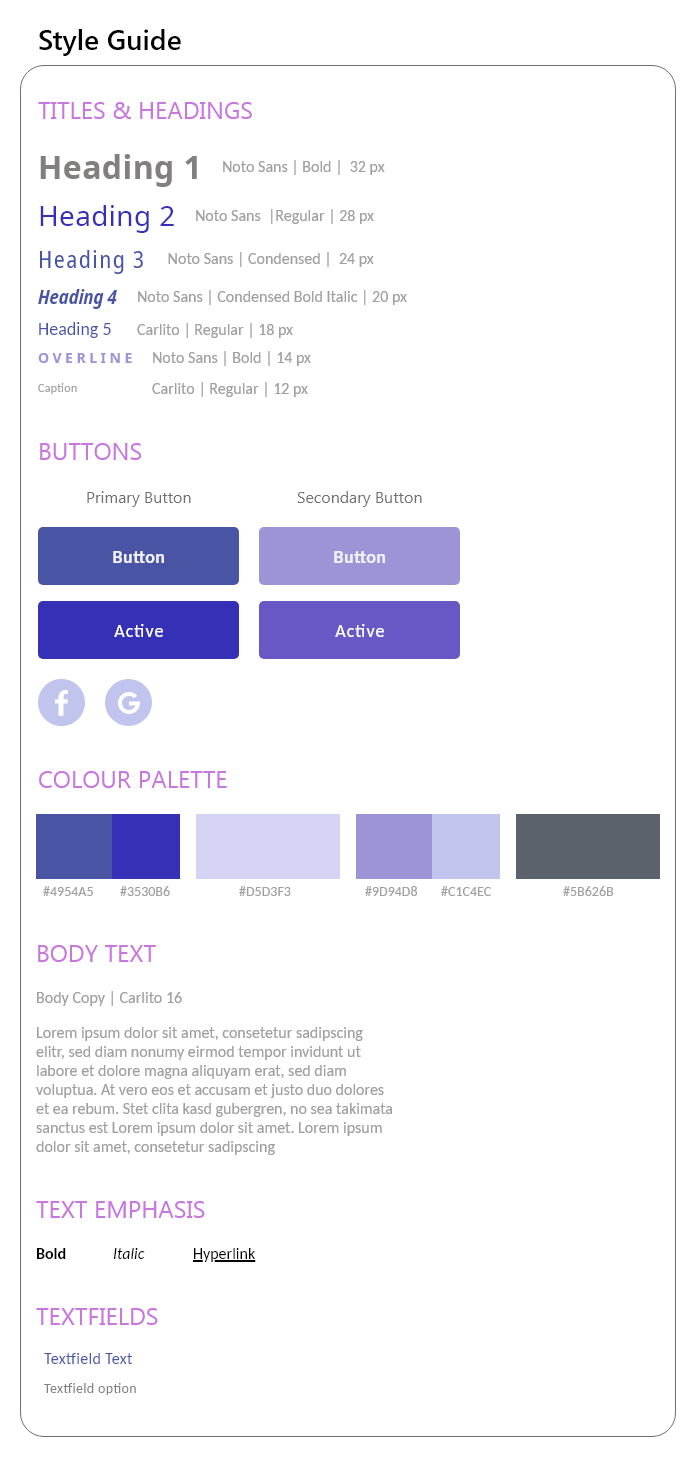 Style Guide
TITLES & HEADINGS
Heading 1 Noto Sans | Bold | 32 px
Heading 2 Noto Sans |Regular | 28 px
Heading 3 Noto Sans | Condensed | 24 px
Heading 4 Noto Sans | Condensed Bold Italic | 20 px
Heading 5 Carlito | Regular | 18 px
OVERLINE Noto Sans | Bold | 14 px
Caption Carlito | Regular | 12 px
BUTTONS
Primary Button Secondary Button
Button Button
Active Active
f G
COLOUR PALETTE
#4954A5 #3530B6 #D5D3F3 #9D94D8 #C1C4EC #5B626B
BODY TEXT
Body Copy | Carlito 16
Lorem ipsum dolor sit amet, consetetur sadipscing
elitr, sed diam nonumy eirmod tempor invidunt ut
labore et dolore magna aliquyam erat, sed diam
voluptua. At vero eos et accusam et justo duo dolores
et ea rebum. Stet clita kasd gubergren, no sea takimata
sanctus est Lorem ipsum dolor sit amet. Lorem ipsum
dolor sit amet, consetetur sadipscing
TEXT EMPHASIS
Bold Italic Hyperlink
TEXTFIELDS
Textfield Text
Textfield option